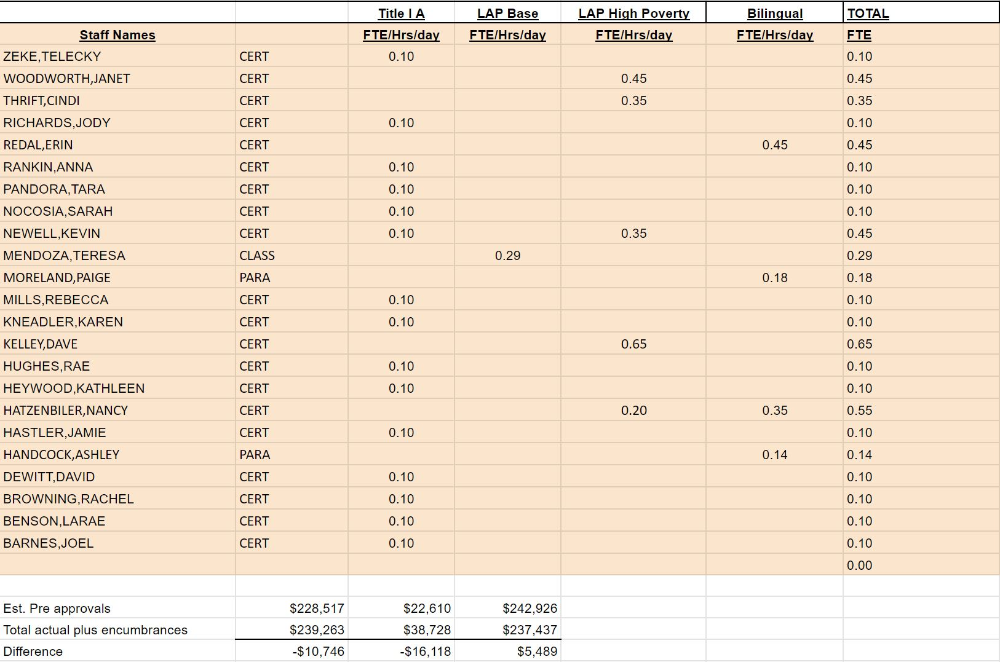 Title I A LAP Base LAP High Poverty Bilingual TOTAL
Staff Names FTE/Hrs/day FTE/Hrs/day FTE/Hrs/day FTE/Hrs/day FTE
ZEKE,TELECKY CERT 0.10 0.10
WOODWORTH,JANET CERT 0.45 0.45
THRIFT,CINDI CERT 0.35 0.35
RICHARDS,JODY CERT 0.10 0.10
REDAL,ERIN CERT 0.45 0.45
RANKIN,ANNA CERT 0.10 0.10
PANDORA,TARA CERT 0.10 0.10
NOCOSIA,SARAH CERT 0.10 0.10
NEWELL,KEVIN CERT 0.10 0.35 0.45
MENDOZA,TERESA CLASS 0.29 0.29
MORELAND,PAIGE PARA 0.18 0.18
MILLS,REBECCA CERT 0.10 0.10
KNEADLER,KAREN CERT 0.10 0.10
KELLEY,DAVE CERT 0.65 0.65
HUGHES,RAE CERT 0.10 0.10
HEYWOOD,KATHLEEN CERT 0.10 0.10
HATZENBILER,NANCY CERT 0.20 0.35 0.55
HASTLER,JAMIE CERT 0.10 0.10
HANDCOCK,ASHLEY PARA 0.14 0.14
DEWITT,DAVID CERT 0.10 0.10
BROWNING,RACHEL CERT 0.10 0.10
BENSON,LARAE CERT 0.10 0.10
BARNES,JOEL CERT 0.10 0.10
0.00
Est. Pre approvals $228,517 $22,610 $242,926
Total actual plus encumbrances $239,263 $38,728 $237,437
Difference -$10,746 -$16,118 $5,489